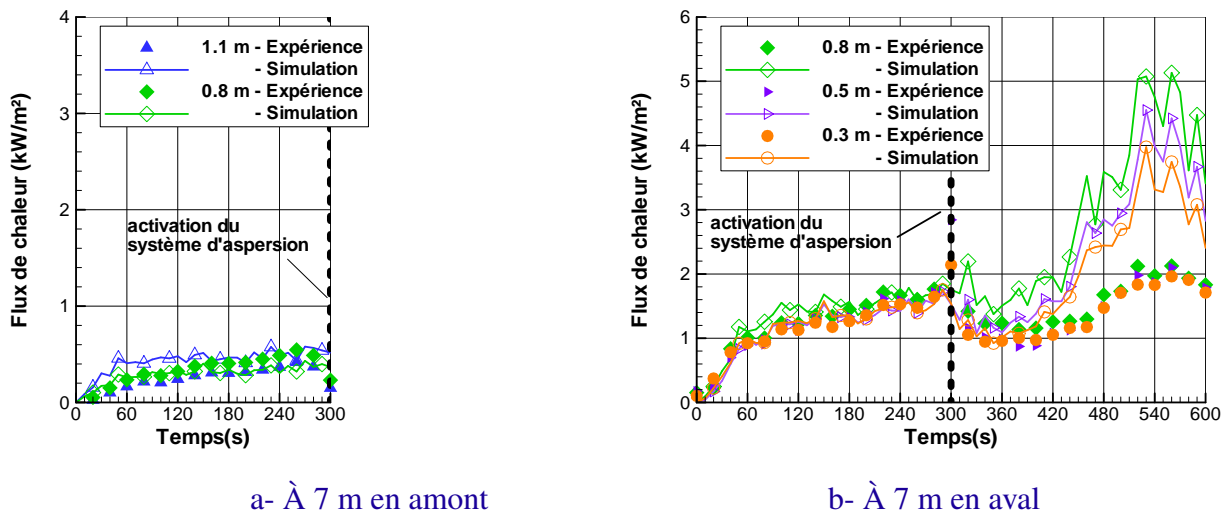 4
3
2
1
0
0
60
120
180
240
300
Flux de chaleur (kW/m²)
Temps(s)
1.1 m - Expérience
- Simulation
0.8 m - Expérience
- Simulation
activation du
système d'aspersion
a- À 7 m en amont
6
5
4
3
2
1
0
0
60
120
180
240
300
360
420
480
540
600
Flux de chaleur (kW/m²)
Temps(s)
0.8 m - Expérience
- Simulation
0.5 m - Expérience
- Simulation
0.3 m - Expérience
- Simulation
activation du
système d'aspersion
b- À 7 m en aval